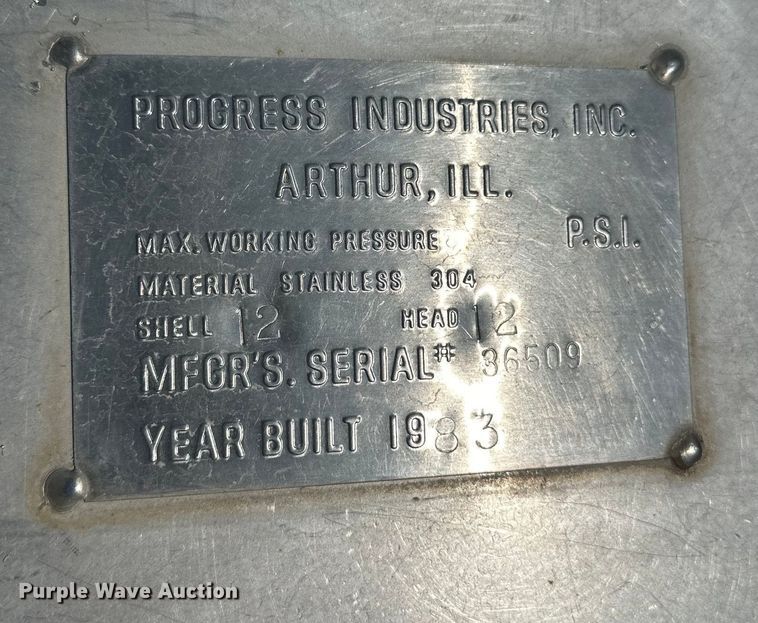 PROGRESS INDUSTRIES, INC.
ARTHUR, ILL.
MAX. WORKING PRESSURE P.S.I.
MATERIAL STAINLESS 304
SHELL 12 HEAD 12
MFGR'S. SERIAL# 36509
YEAR BUILT 1983
Purple Wave Auction